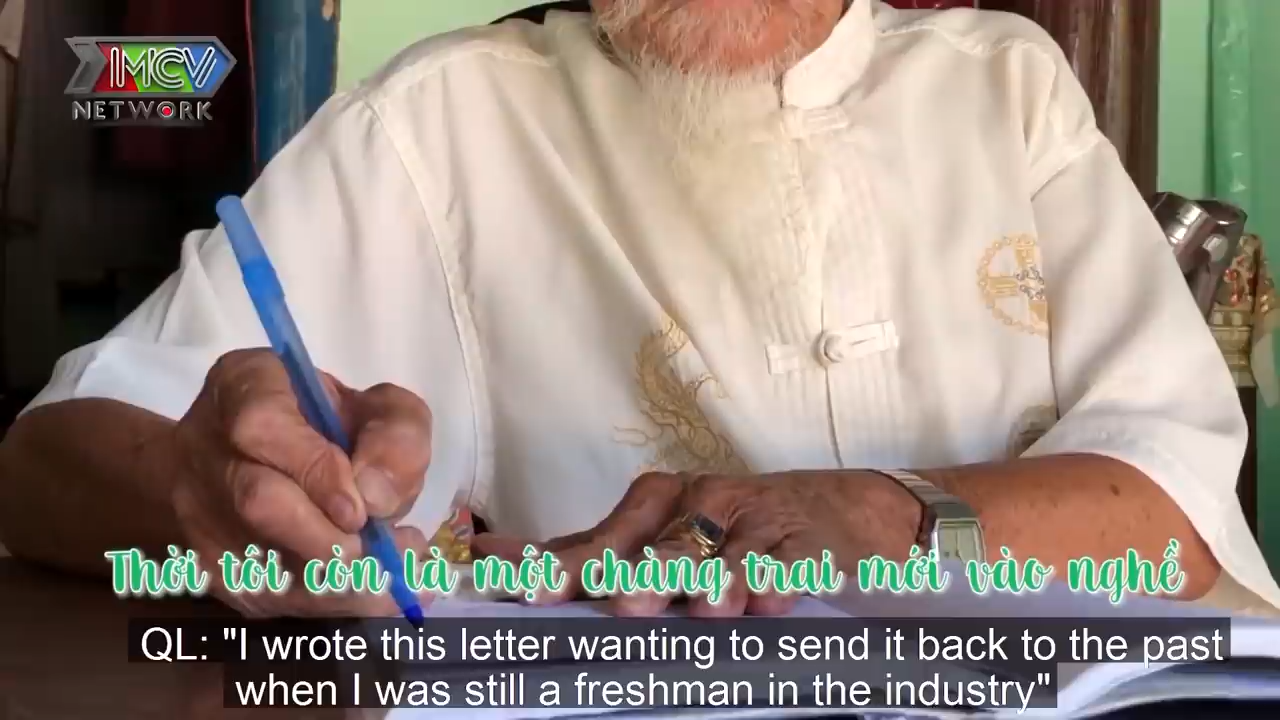 MCV
NETWORK
Thời tôi còn là một chàng trai mới vào nghề
QL: "I wrote this letter wanting to send it back to the past
when I was still a freshman in the industry"